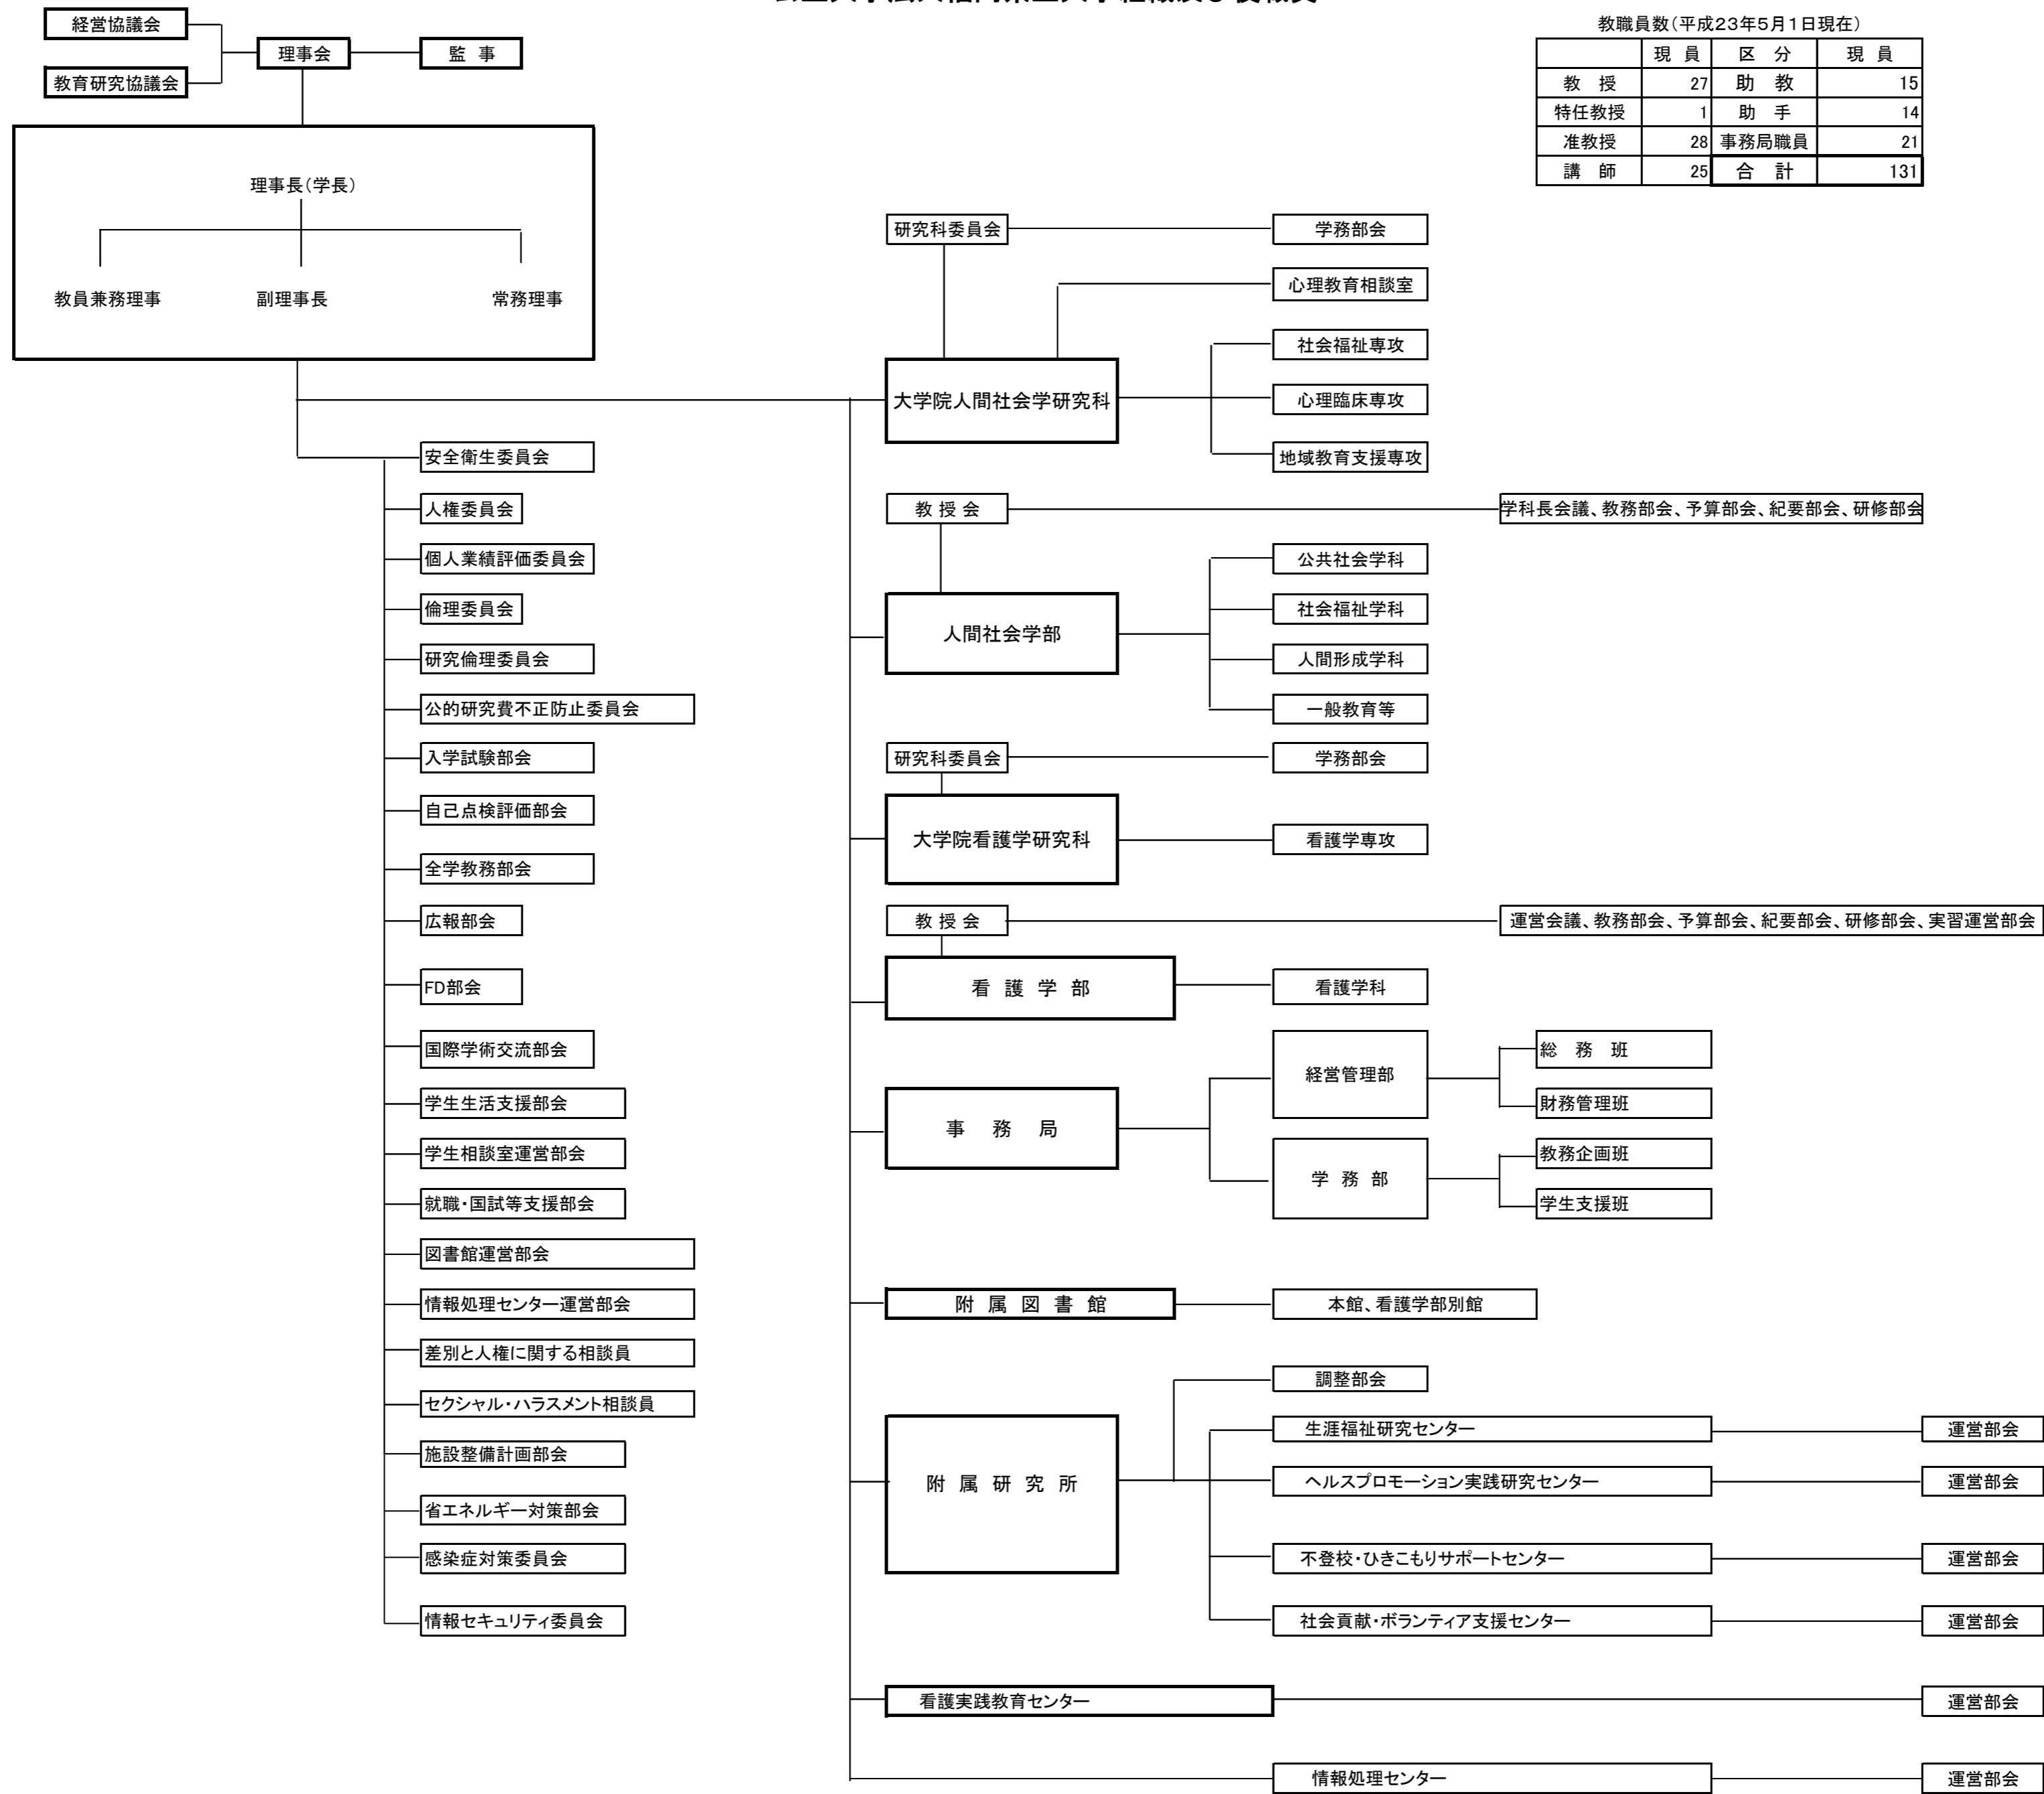 教職員数(平成23年5月1日現在)
現 員 区 分 現 員
教 授 27 助 教 15
特任教授 1 助 手 14
准教授 28 事務局職員 21
講 師 25 合 計 131
経営協議会
教育研究協議会
理事会
監 事
理事長(学長)
教員兼務理事 副理事長 常務理事
安全衛生委員会
人権委員会
個人業績評価委員会
倫理委員会
研究倫理委員会
公的研究費不正防止委員会
入学試験部会
自己点検評価部会
全学教務部会
広報部会
FD部会
国際学術交流部会
学生生活支援部会
学生相談室運営部会
就職・国試等支援部会
図書館運営部会
情報処理センター運営部会
差別と人権に関する相談員
セクシャル・ハラスメント相談員
施設整備計画部会
省エネルギー対策部会
感染症対策委員会
情報セキュリティ委員会
研究科委員会
学務部会
心理教育相談室
大学院人間社会学研究科
社会福祉専攻
心理臨床専攻
地域教育支援専攻
教 授 会
学科長会議、教務部会、予算部会、紀要部会、研修部会
人間社会学部
公共社会学科
社会福祉学科
人間形成学科
一般教育等
研究科委員会
学務部会
大学院看護学研究科
看護学専攻
教 授 会
運営会議、教務部会、予算部会、紀要部会、研修部会、実習運営部会
看 護 学 部
看護学科
事 務 局
経営管理部
総 務 班
財務管理班
学 務 部
教務企画班
学生支援班
附 属 図 書 館
本館、看護学部別館
附 属 研 究 所
調整部会
生涯福祉研究センター
運営部会
ヘルスプロモーション実践研究センター
運営部会
不登校・ひきこもりサポートセンター
運営部会
社会貢献・ボランティア支援センター
運営部会
看護実践教育センター
運営部会
情報処理センター
運営部会